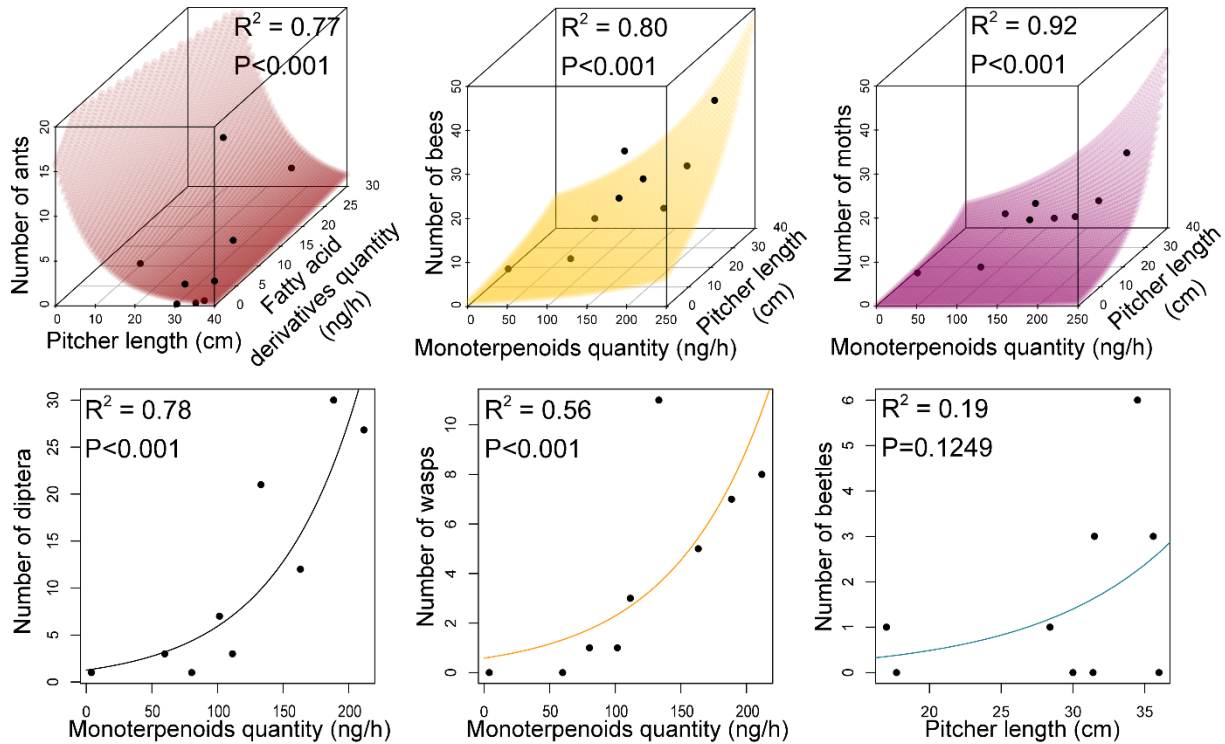 R² = 0.77
P<0.001
Number of ants
20
15
10
5
0
0 10 20 30 40
Pitcher length (cm)
0
5
10
15
20
25
30
Fatty acid
derivatives quantity
(ng/h)
R² = 0.80
P<0.001
Number of bees
50
40
30
20
10
0
0 50 100 150 200 250
Monoterpenoids quantity (ng/h)
0
10
20
30
40
Pitcher length
(cm)
R² = 0.92
P<0.001
Number of moths
50
40
30
20
10
0
0 50 100 150 200 250
Monoterpenoids quantity (ng/h)
0
10
20
30
40
Pitcher length
(cm)
R² = 0.78
P<0.001
Number of diptera
30
25
20
15
10
5
0
0 50 100 150 200
Monoterpenoids quantity (ng/h)
R² = 0.56
P<0.001
Number of wasps
10
8
6
4
2
0
0 50 100 150 200
Monoterpenoids quantity (ng/h)
R² = 0.19
P=0.1249
Number of beetles
6
5
4
3
2
1
0
20 25 30 35
Pitcher length (cm)